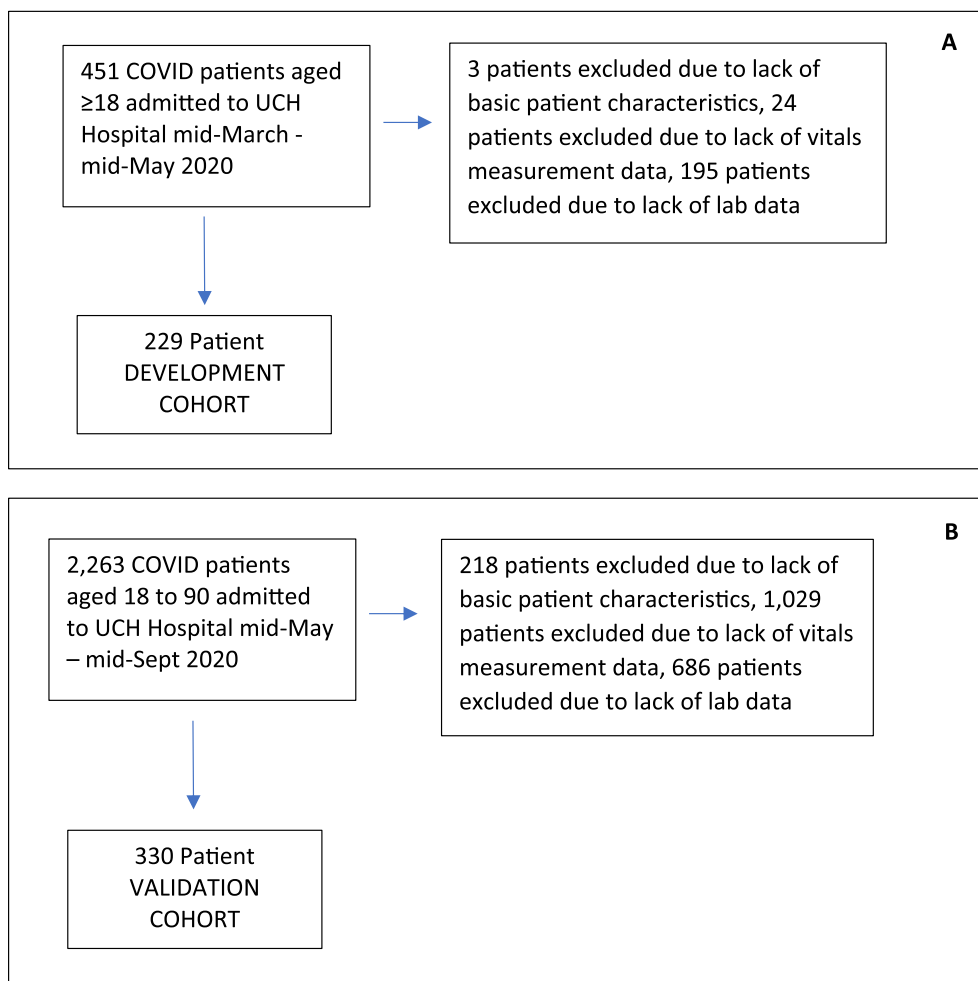 A
451 COVID patients aged
≥18 admitted to UCH
Hospital mid-March -
mid-May 2020
3 patients excluded due to lack of
basic patient characteristics, 24
patients excluded due to lack of vitals
measurement data, 195 patients
excluded due to lack of lab data
229 Patient
DEVELOPMENT
COHORT
B
2,263 COVID patients
aged 18 to 90 admitted
to UCH Hospital mid-May
– mid-Sept 2020
218 patients excluded due to lack of
basic patient characteristics, 1,029
patients excluded due to lack of vitals
measurement data, 686 patients
excluded due to lack of lab data
330 Patient
VALIDATION
COHORT